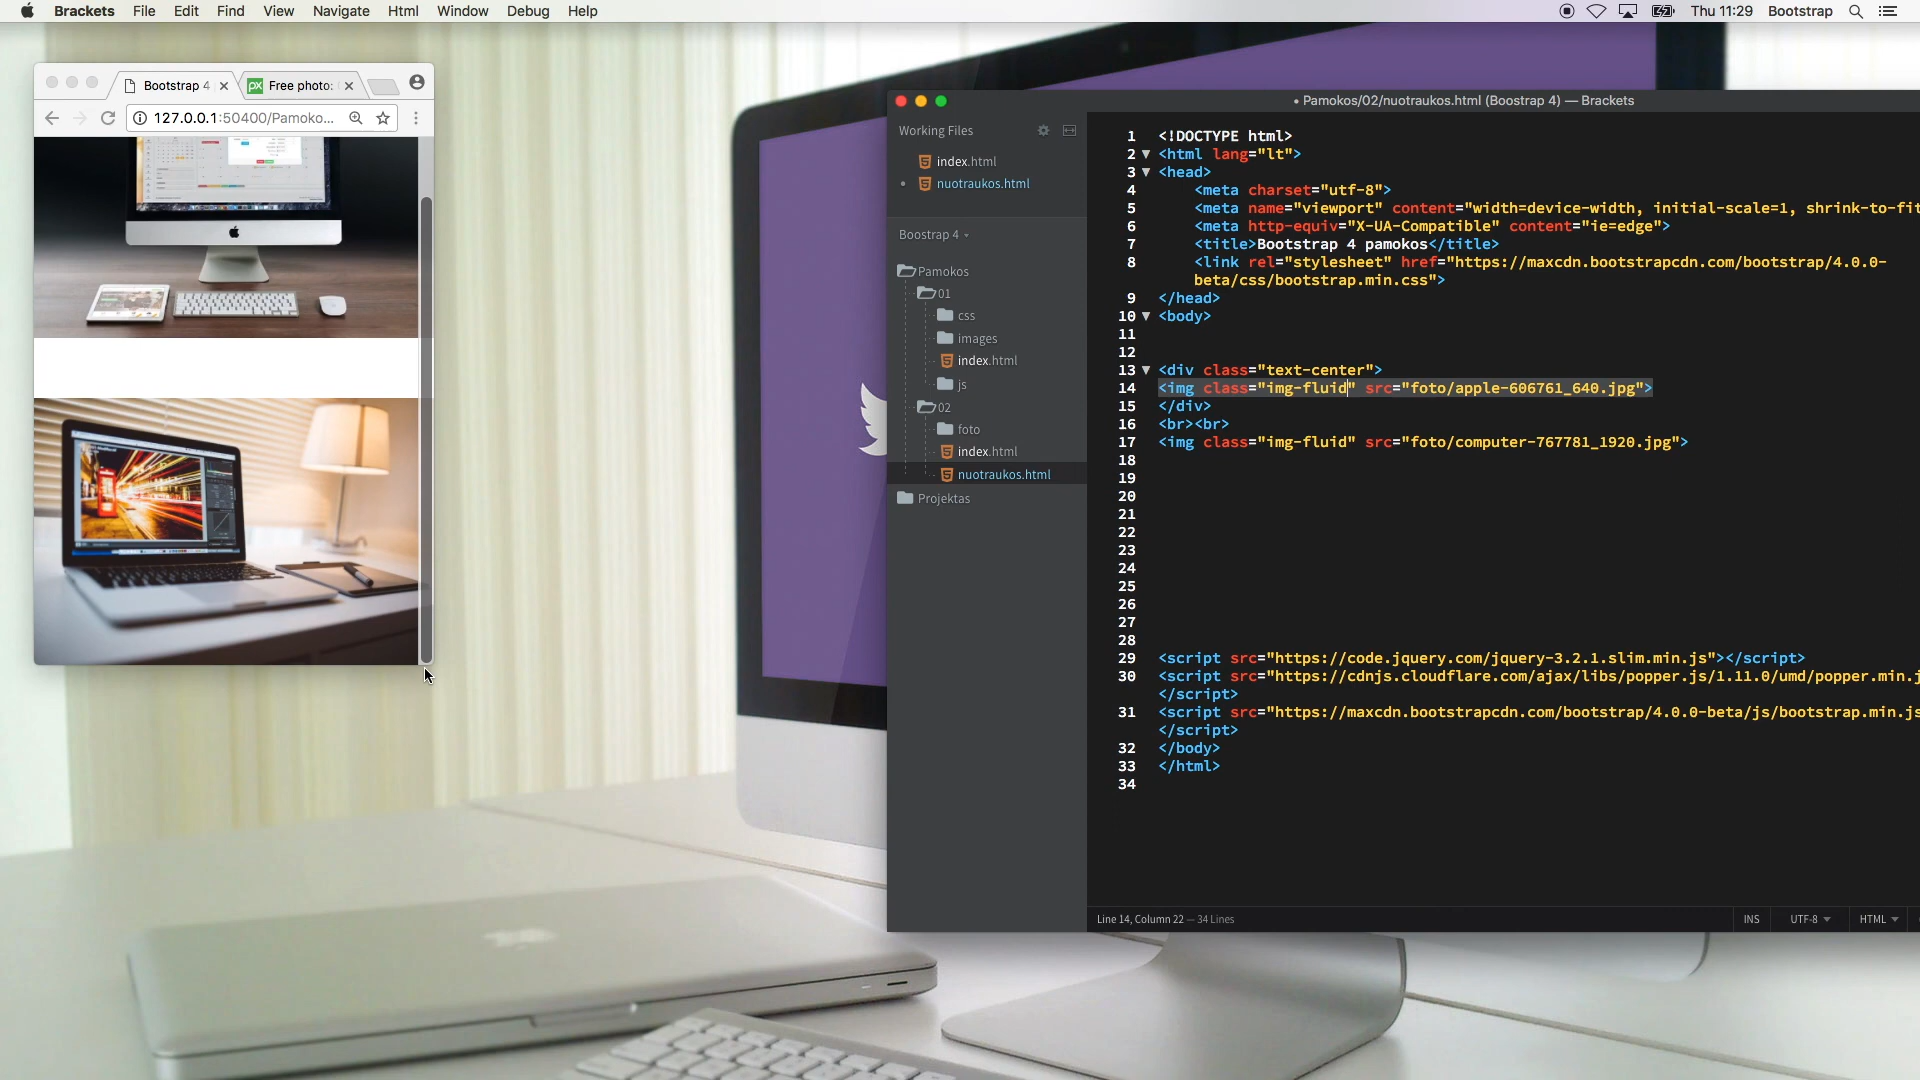 Brackets File Edit Find View Navigate Html Window Debug Help Thu 11:29 Bootstrap
Bootstrap 4
Free photo:
127.0.0.1:50400/Pamoko...
• Pamokos/02/nuotraukos.html (Boostrap 4) — Brackets
Working Files
index.html
nuotraukos.html
Boostrap 4
Pamokos
01
css
images
index.html
js
02
foto
index.html
nuotraukos.html
Projektas
1 <!DOCTYPE html>
2 <html lang="lt">
3 <head>
4 <meta charset="utf-8">
5 <meta name="viewport" content="width=device-width, initial-scale=1, shrink-to-fit
6 <meta http-equiv="X-UA-Compatible" content="ie=edge">
7 <title>Bootstrap 4 pamokos</title>
8 <link rel="stylesheet" href="https://maxcdn.bootstrapcdn.com/bootstrap/4.0.0-
beta/css/bootstrap.min.css">
9 </head>
10 <body>
11
12
13 <div class="text-center">
14 <img class="img-fluid" src="foto/apple-606761_640.jpg">
15 </div>
16 <br><br>
17 <img class="img-fluid" src="foto/computer-767781_1920.jpg">
18
19
20
21
22
23
24
25
26
27
28
29 <script src="https://code.jquery.com/jquery-3.2.1.slim.min.js"></script>
30 <script src="https://cdnjs.cloudflare.com/ajax/libs/popper.js/1.11.0/umd/popper.min.j
</script>
31 <script src="https://maxcdn.bootstrapcdn.com/bootstrap/4.0.0-beta/js/bootstrap.min.js
</script>
32 </body>
33 </html>
34
Line 14, Column 22 — 34 Lines
INS UTF-8 HTML